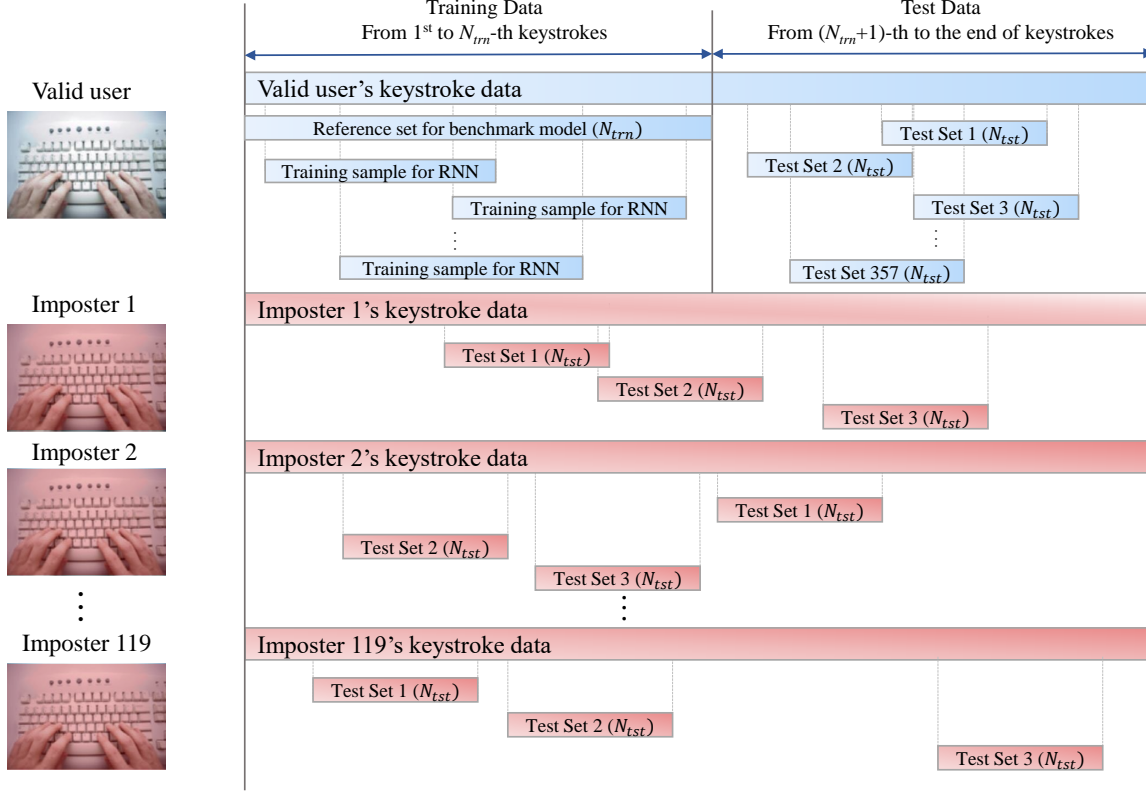 Training Data
From 1st to Ntrn-th keystrokes
Test Data
From (Ntrn+1)-th to the end of keystrokes
Valid user
Valid user's keystroke data
Reference set for benchmark model (Ntrn)
Training sample for RNN
Training sample for RNN
⋮
Training sample for RNN
Test Set 1 (Ntst)
Test Set 2 (Ntst)
Test Set 3 (Ntst)
⋮
Test Set 357 (Ntst)
Imposter 1
Imposter 1's keystroke data
Test Set 1 (Ntst)
Test Set 2 (Ntst)
Test Set 3 (Ntst)
Imposter 2
Imposter 2's keystroke data
Test Set 1 (Ntst)
Test Set 2 (Ntst)
Test Set 3 (Ntst)
⋮
⋮
Imposter 119
Imposter 119's keystroke data
Test Set 1 (Ntst)
Test Set 2 (Ntst)
Test Set 3 (Ntst)